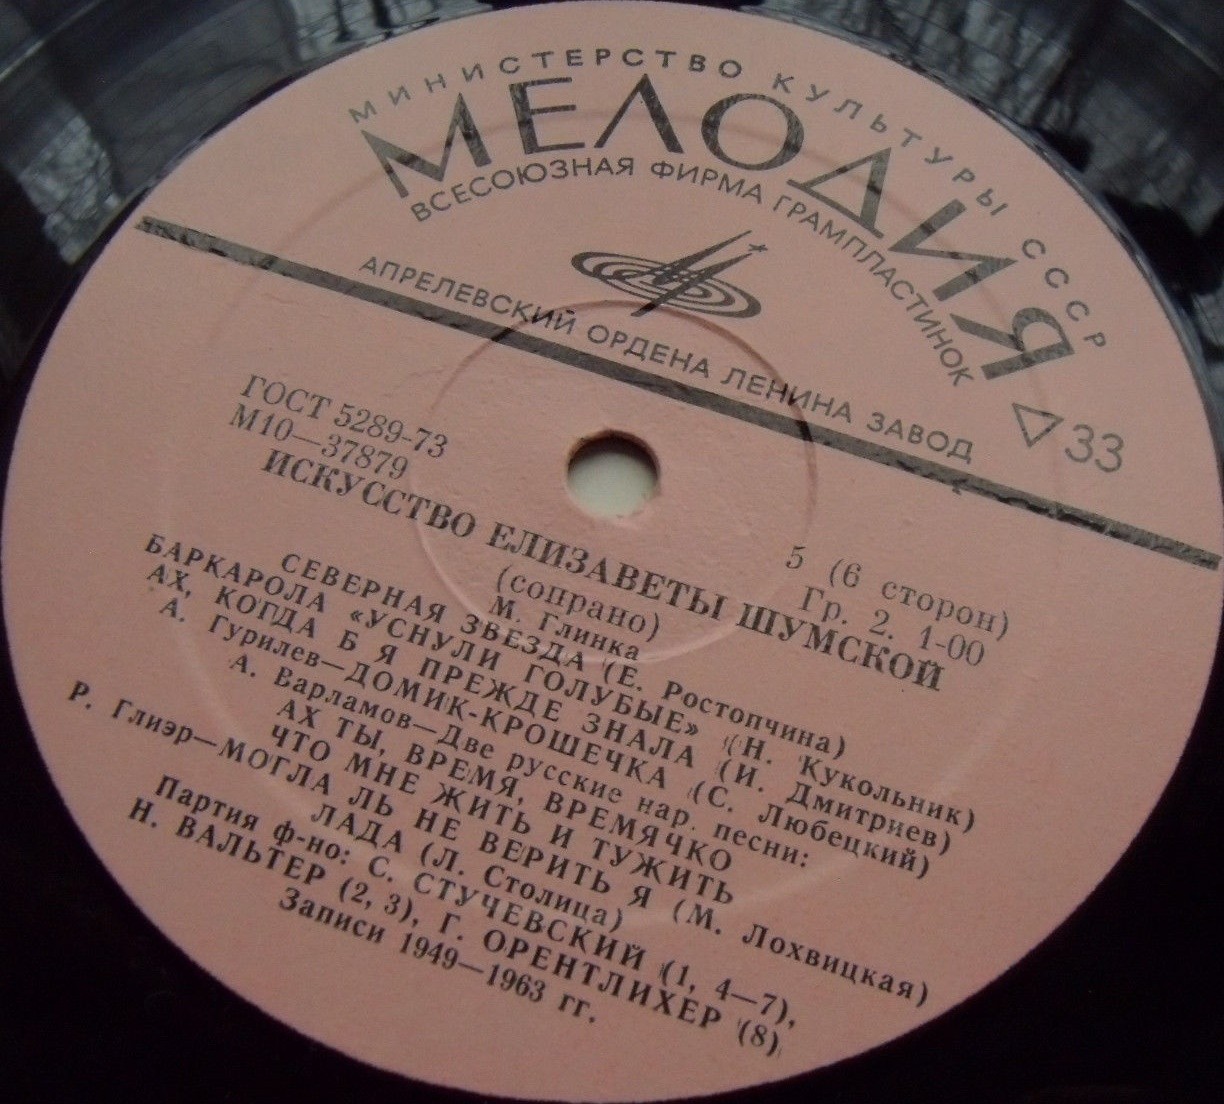 МИНИСТЕРСТВО КУЛЬТУРЫ СССР
МЕЛОДИЯ
ВСЕСОЮЗНАЯ ФИРМА ГРАМПЛАСТИНОК
АПРЕЛЕВСКИЙ ОРДЕНА ЛЕНИНА ЗАВОД
33
ГОСТ 5289-73
М10—37879
5 (6 сторон)
Гр. 2. 1-00
ИСКУССТВО ЕЛИЗАВЕТЫ ШУМСКОЙ
(сопрано)
М. Глинка
СЕВЕРНАЯ ЗВЕЗДА (Е. Ростопчина)
БАРКАРОЛА «УСНУЛИ ГОЛУБЫЕ» (Н. Кукольник)
АХ, КОГДА Б Я ПРЕЖДЕ ЗНАЛА (И. Дмитриев)
А. Гурилев—ДОМИК-КРОШЕЧКА (С. Любецкий)
А. Варламов—Две русские нар. песни:
АХ ТЫ, ВРЕМЯ, ВРЕМЯЧКО
ЧТО МНЕ ЖИТЬ И ТУЖИТЬ
Р. Глиэр—МОГЛА ЛЬ НЕ ВЕРИТЬ Я (М. Лохвицкая)
ЛАДА (Л. Столица)
Партия ф-но: С. СТУЧЕВСКИЙ (1, 4—7),
Н. ВАЛЬТЕР (2, 3), Г. ОРЕНТЛИХЕР (8)
Записи 1949—1963 гг.